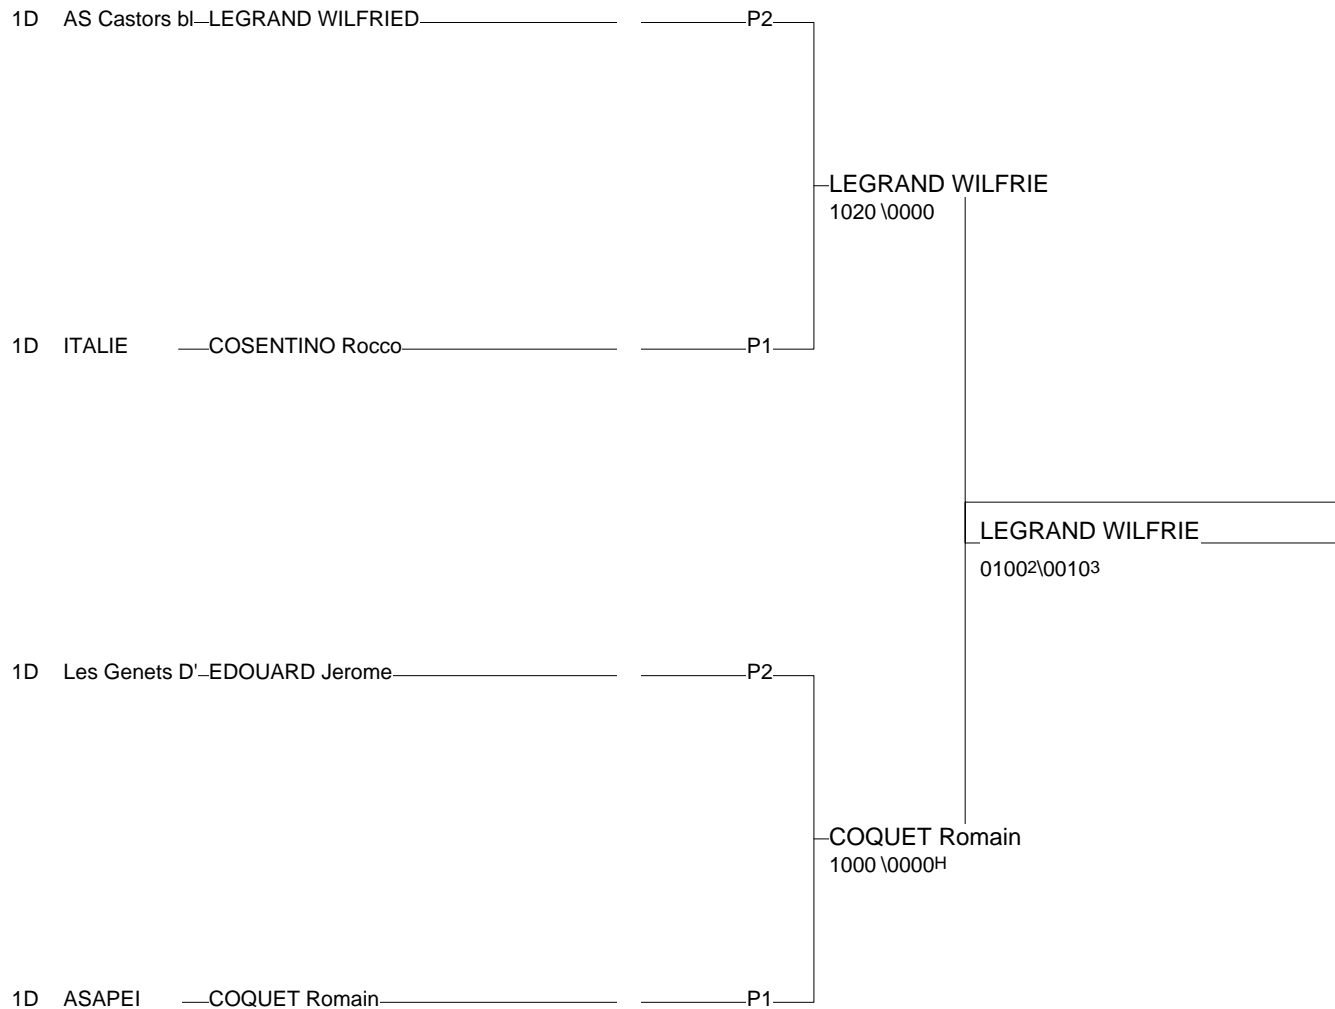 1D AS Castors bl LEGRAND WILFRIED P2
LEGRAND WILFRIE
1020 \0000
1D ITALIE COSENTINO Rocco P1
LEGRAND WILFRIE
01002\00103
1D Les Genets D' EDOUARD Jerome P2
COQUET Romain
1000 \0000H
1D ASAPEI COQUET Romain P1